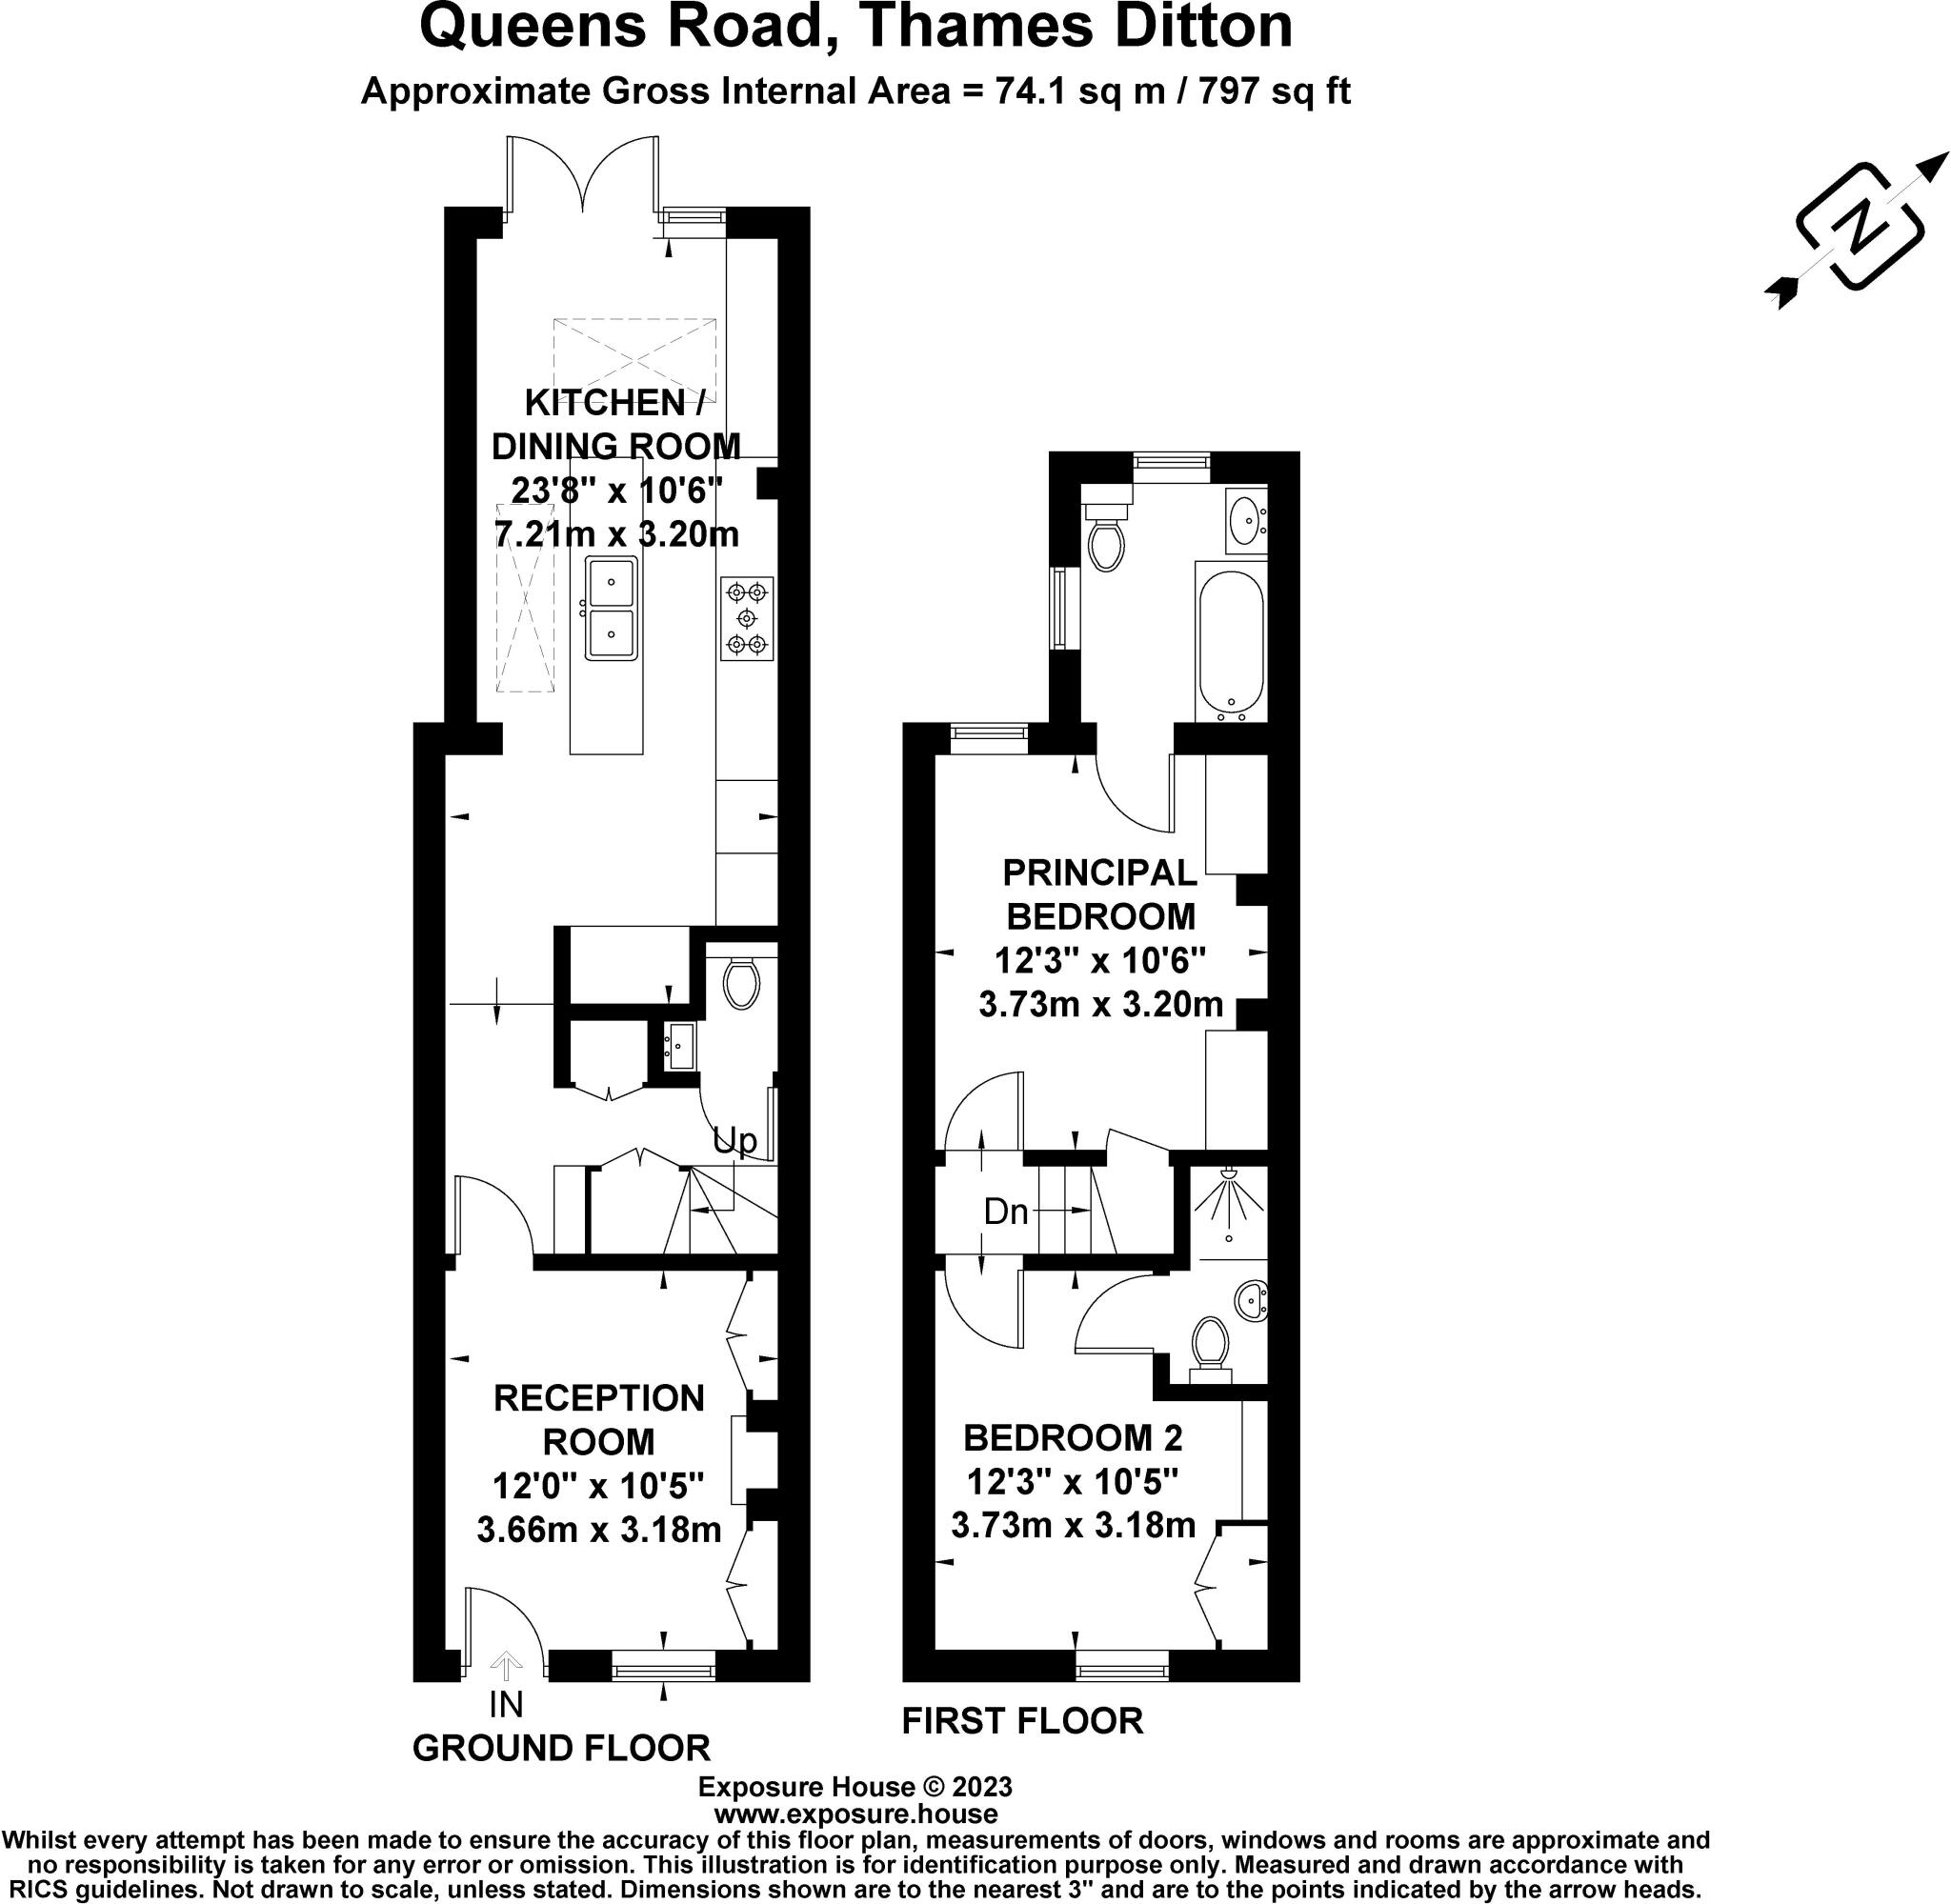 Queens Road, Thames Ditton
Approximate Gross Internal Area = 74.1 sq m / 797 sq ft
N
KITCHEN /
DINING ROOM
23'8" x 10'6"
7.21m x 3.20m
Up
RECEPTION
ROOM
12'0" x 10'5"
3.66m x 3.18m
IN
GROUND FLOOR
PRINCIPAL
BEDROOM
12'3" x 10'6"
3.73m x 3.20m
Dn
BEDROOM 2
12'3" x 10'5"
3.73m x 3.18m
FIRST FLOOR
Exposure House © 2023
www.exposure.house
Whilst every attempt has been made to ensure the accuracy of this floor plan, measurements of doors, windows and rooms are approximate and
no responsibility is taken for any error or omission. This illustration is for identification purpose only. Measured and drawn accordance with
RICS guidelines. Not drawn to scale, unless stated. Dimensions shown are to the nearest 3" and are to the points indicated by the arrow heads.